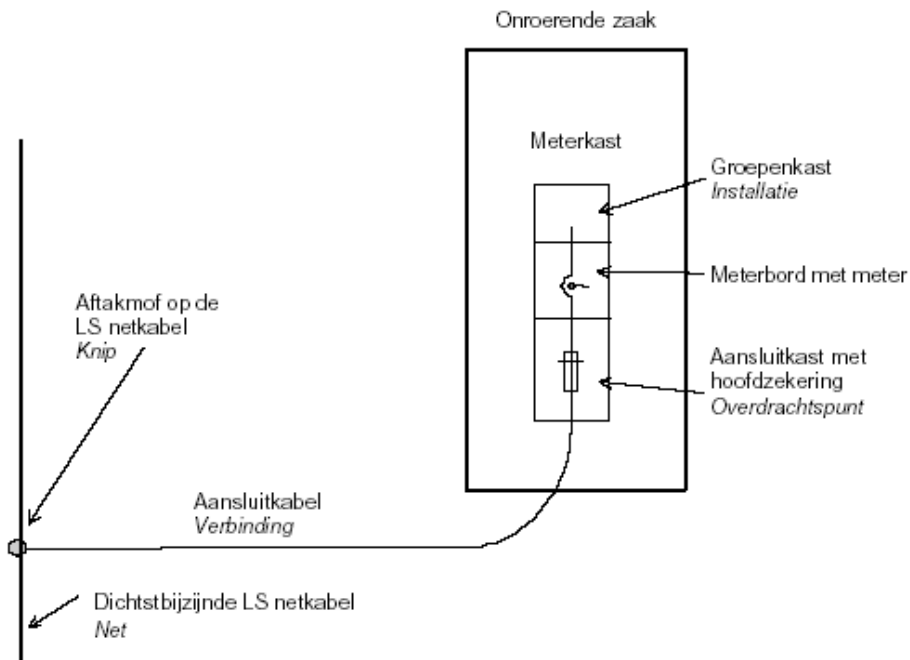 Onroerende zaak
Meterkast
Groepenkast
Installatie
Meterbord met meter
Aftakmof op de
LS netkabel
Knip
Aansluitkast met
hoofdzekering
Overdrachtspunt
Aansluitkabel
Verbinding
Dichtstbijzijnde LS netkabel
Net